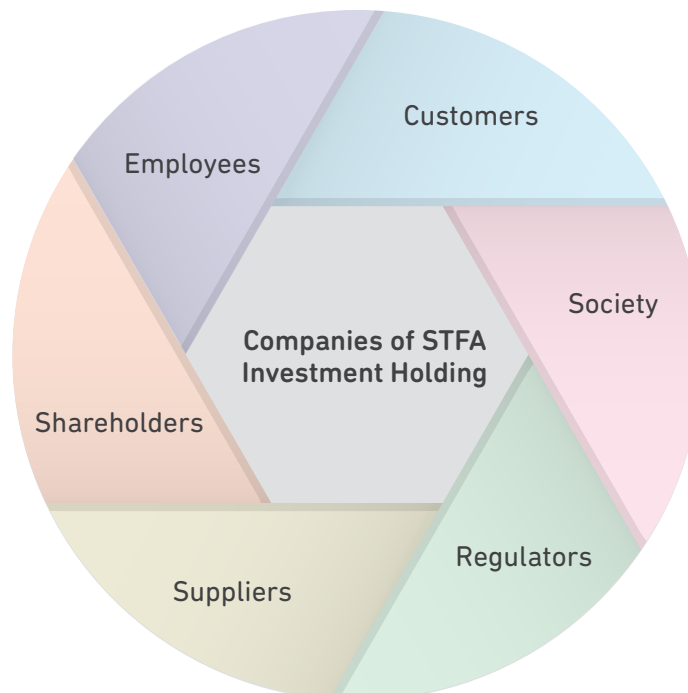 Customers
Employees
Society
Companies of STFA
Investment Holding
Shareholders
Regulators
Suppliers